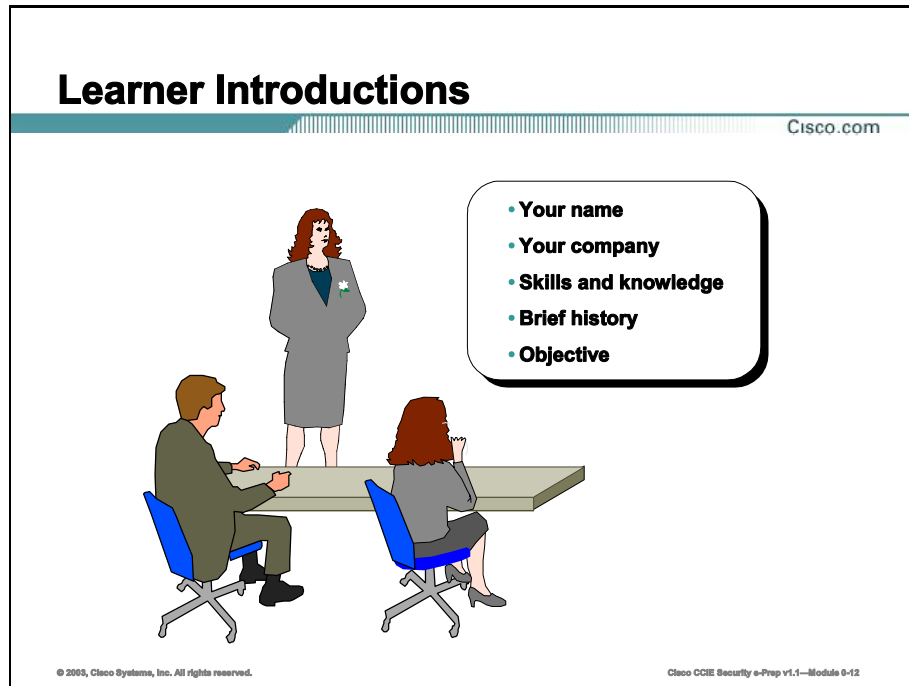 Learner Introductions
Cisco.com
• Your name
• Your company
• Skills and knowledge
• Brief history
• Objective
© 2003, Cisco Systems, Inc. All rights reserved.
Cisco CCIE Security e-Prep v1.1—Module 0-12